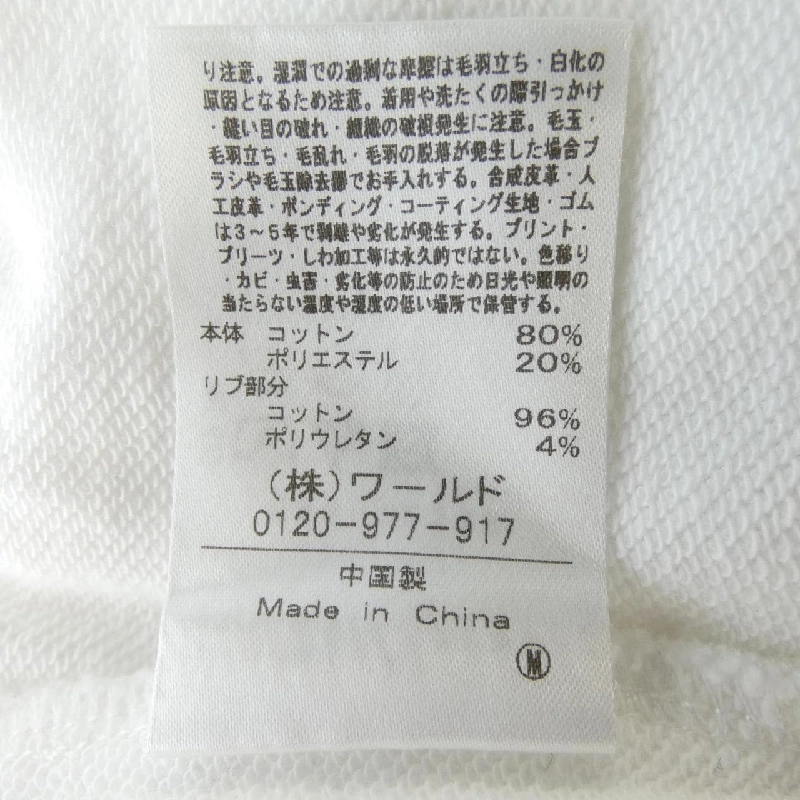 り注意。湿潤での過剰な摩擦は毛羽立ち・白化の
原因となるため注意。着用や洗たくの際引っかけ
・縫い目の破れ・組織の破損発生に注意。毛玉・
毛羽立ち・毛乱れ・毛羽の脱落が発生した場合ブ
ラシや毛玉除去器でお手入れする。合成皮革・人
工皮革・ボンディング・コーティング生地・ゴム
は3～5年で剥離や劣化が発生する。プリント・
プリーツ・しわ加工等は永久的ではない。色移り
・カビ・虫害・劣化等の防止のため日光や照明の
当たらない温度や湿度の低い場所で保管する。
本体 コットン 80%
ポリエステル 20%
リブ部分
コットン 96%
ポリウレタン 4%
(株)ワールド
0120-977-917
中国製
Made in China
M